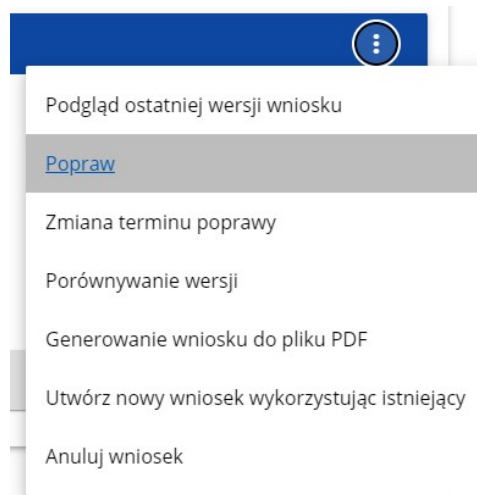 Podgląd ostatniej wersji wniosku
Popraw
Zmiana terminu poprawy
Porównywanie wersji
Generowanie wniosku do pliku PDF
Utwórz nowy wniosek wykorzystując istniejący
Anuluj wniosek